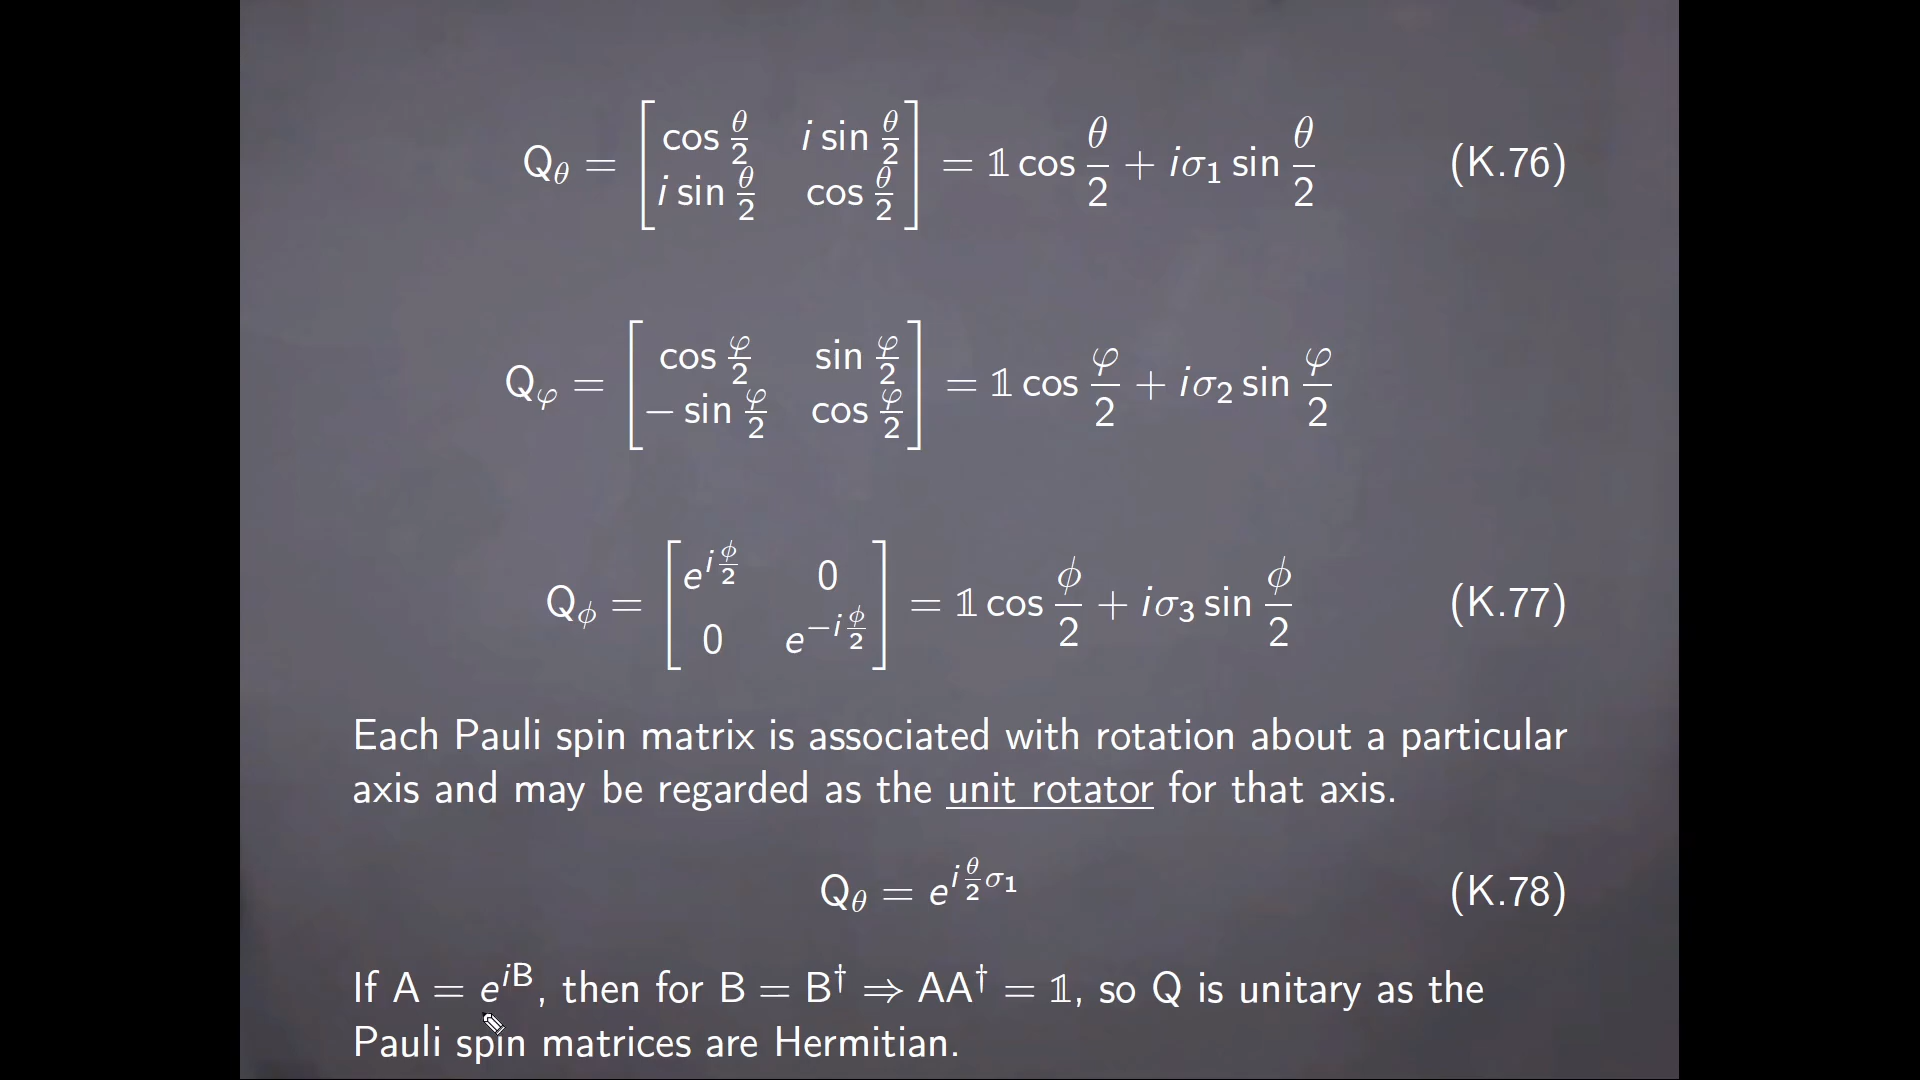 Q_θ = [cos θ/2  i sin θ/2; i sin θ/2  cos θ/2] = 𝟙 cos θ/2 + iσ₁ sin θ/2 (K.76)
Q_φ = [cos φ/2  sin φ/2; − sin φ/2  cos φ/2] = 𝟙 cos φ/2 + iσ₂ sin φ/2
Q_ϕ = [e^{i ϕ/2}  0; 0  e^{−i ϕ/2}] = 𝟙 cos ϕ/2 + iσ₃ sin ϕ/2 (K.77)
Each Pauli spin matrix is associated with rotation about a particular
axis and may be regarded as the unit rotator for that axis.
Q_θ = e^{i θ/2 σ₁} (K.78)
If A = e^{iB}, then for B = B† ⇒ AA† = 𝟙, so Q is unitary as the
Pauli spin matrices are Hermitian.